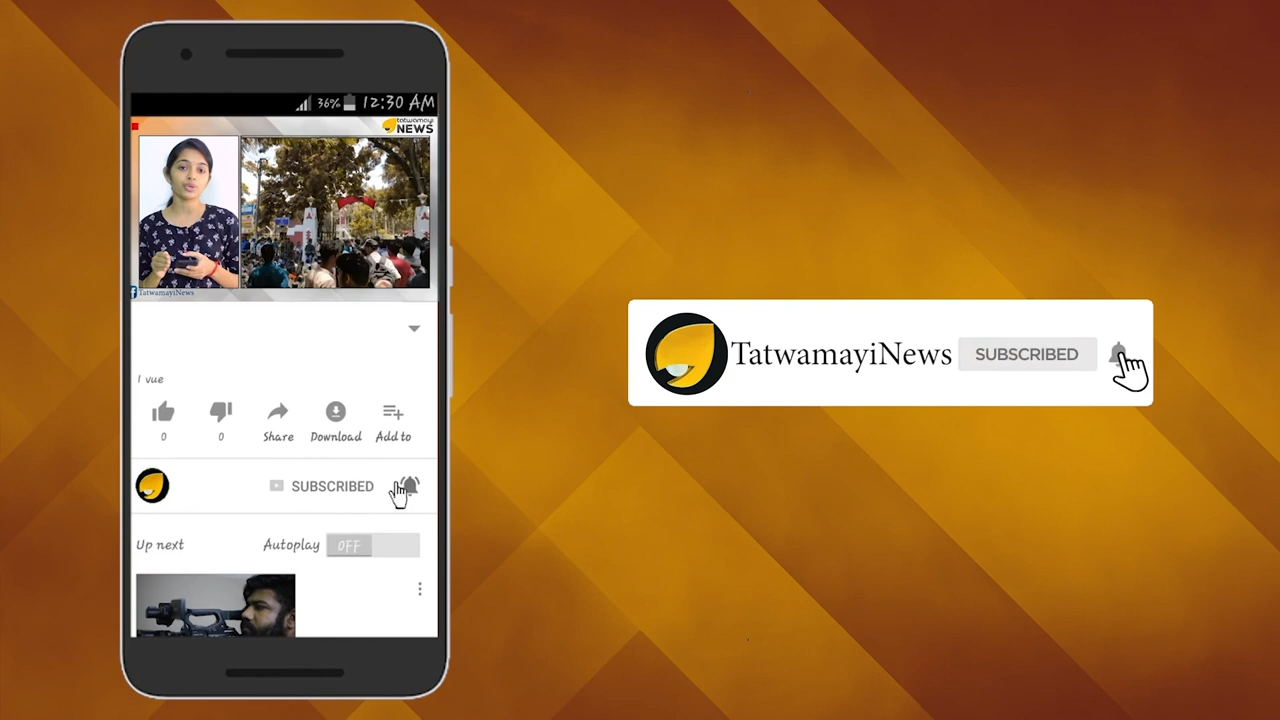 36% 12:30 AM
tatwamayi
NEWS
TatwamayiNews
1 vue
0 0 Share Download Add to
SUBSCRIBED
Up next Autoplay OFF
TatwamayiNews SUBSCRIBED